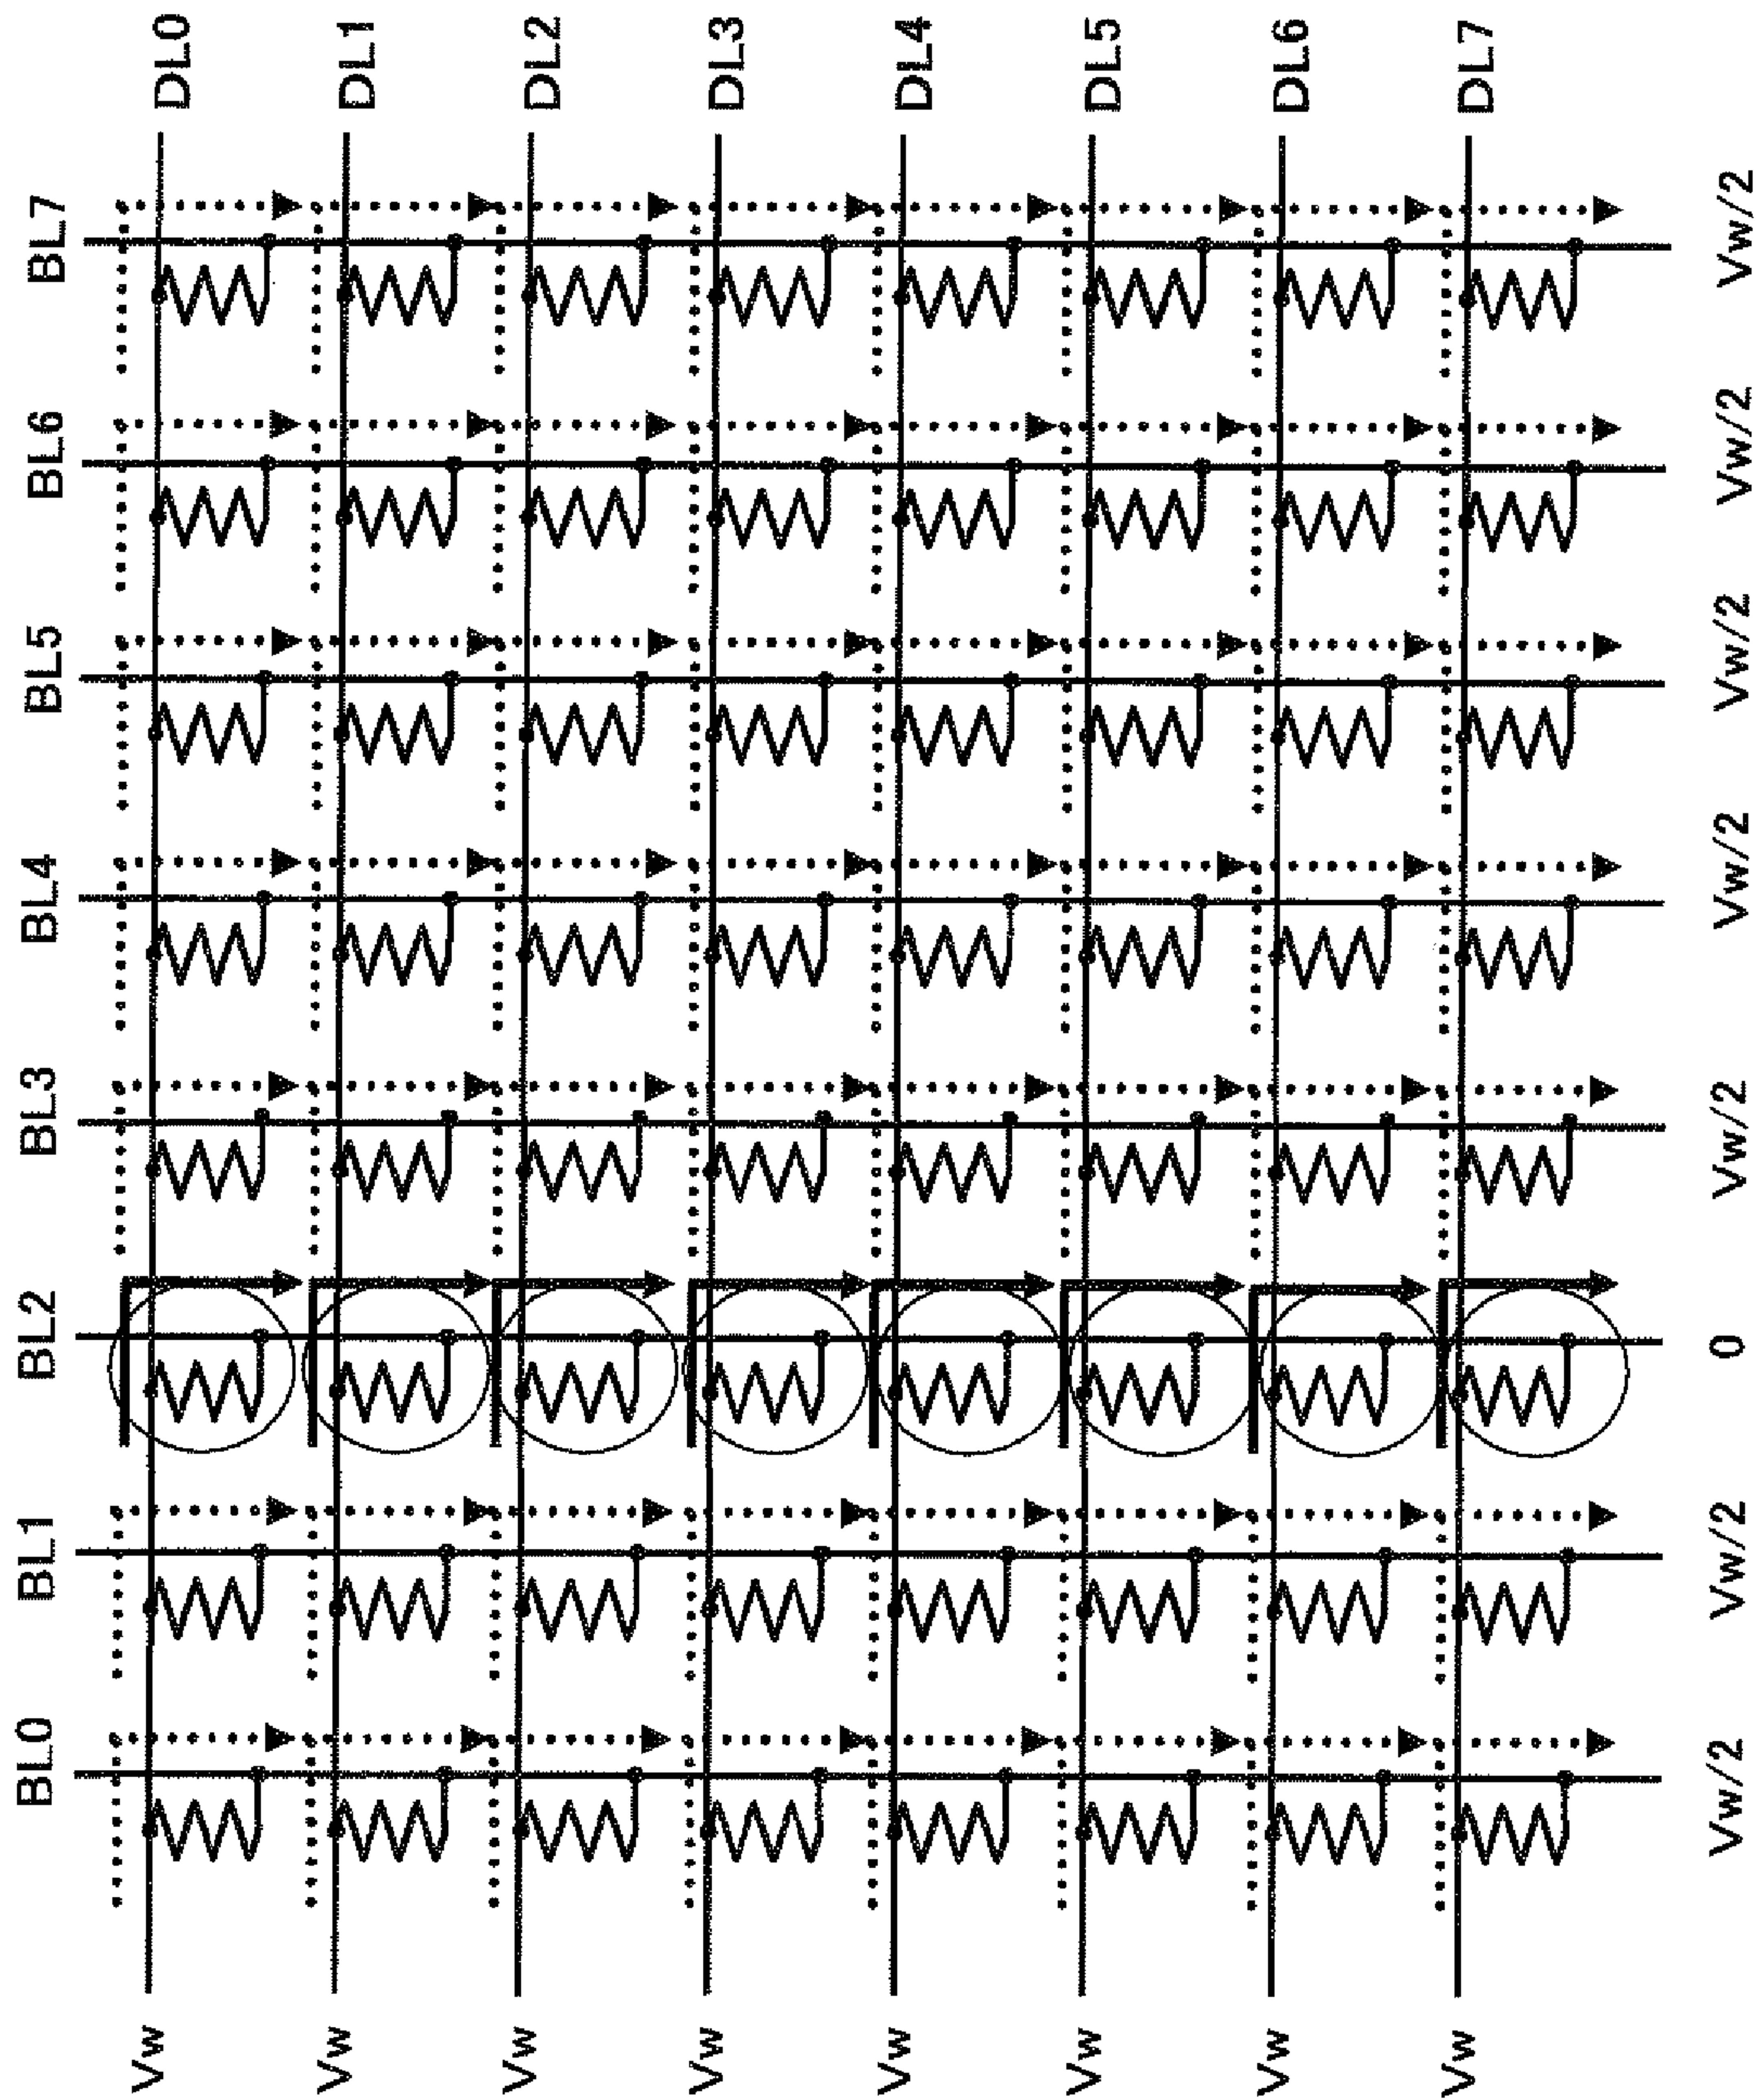 BL0 BL1 BL2 BL3 BL4 BL5 BL6 BL7
Vw DL0
Vw DL1
Vw DL2
Vw DL3
Vw DL4
Vw DL5
Vw DL6
Vw DL7
Vw/2 Vw/2 0 Vw/2 Vw/2 Vw/2 Vw/2 Vw/2